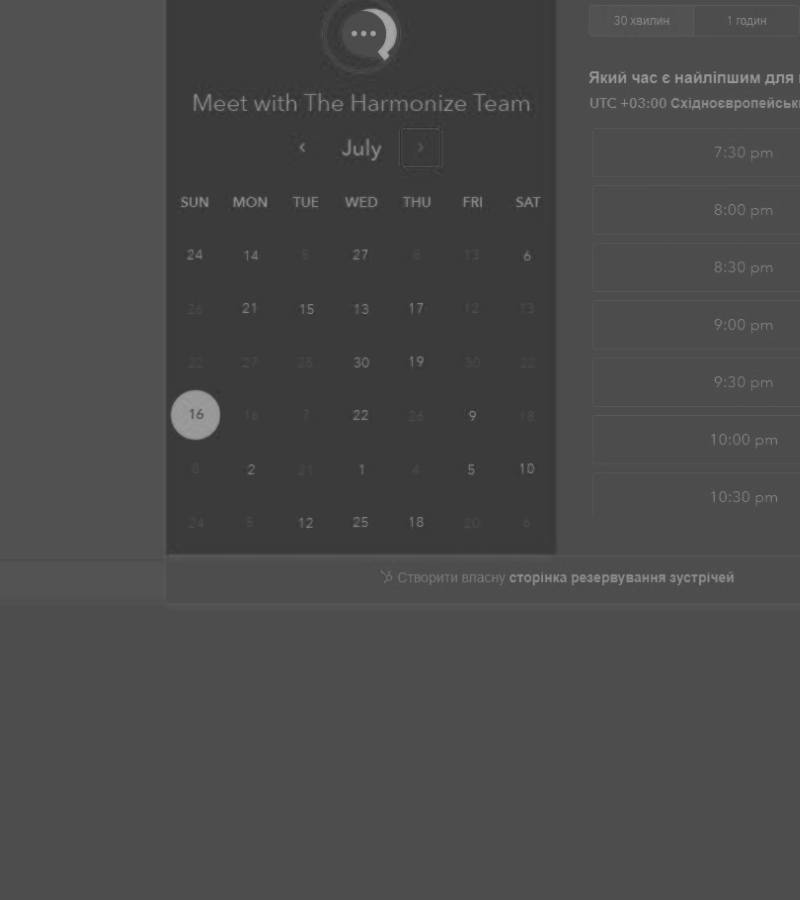 Meet with The Harmonize Team
July
SUN MON TUE WED THU FRI SAT
24 14 5 27 8 13 6
26 21 15 13 17 12 13
22 27 28 30 19 30 22
16 16 7 22 26 9 18
8 2 21 1 4 5 10
24 5 12 25 18 20 6
30 хвилин 1 годин
Який час є найліпшим для
UTC +03:00
7:30 pm
8:00 pm
8:30 pm
9:00 pm
9:30 pm
10:00 pm
10:30 pm
Створити власну сторінка резервування зустрічей